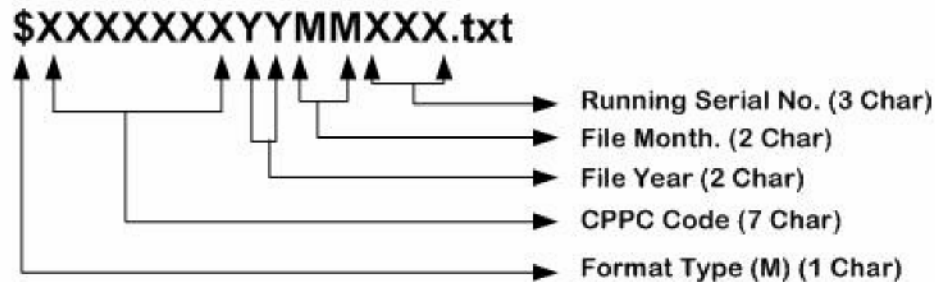 $XXXXXXXYYMMXXX.txt
Running Serial No. (3 Char)
File Month. (2 Char)
File Year (2 Char)
CPPC Code (7 Char)
Format Type (M) (1 Char)